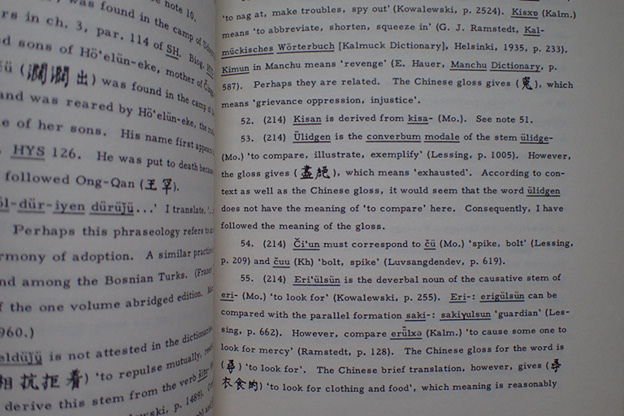 ) was found in the camp of
rs in ch. 3, par. 114 of SH.
ed sons of Hö'elün-eke, mother of
ü (濶濶出) was found in the camp
and was reared by Hö'elün-eke, the
e of her sons. His name first appears
HYS 126. He was put to death because
followed Ong-Qan (王罕).
öl-dür-iyen dürüjü...' I translate,
Perhaps this phraseology refers to
rmony of adoption. A similar practice
nd among the Bosnian Turks.
of the one volume abridged edition.
960.)
eldüjü is not attested in the dictionaries
相抗拒着) 'to repulse mutually,
derive this stem from the verb
note 10.
'to nag at, make troubles, spy out' (Kowalewski, p. 2524). Kisxɒ (Kalm.)
means 'to abbreviate, shorten, squeeze in' (G. J. Ramstedt, Kal-
mückisches Wörterbuch [Kalmuck Dictionary], Helsinki, 1935, p. 233).
Kimun in Manchu means 'revenge' (E. Hauer, Manchu Dictionary, p.
587). Perhaps they are related. The Chinese gloss gives (寃), which
means 'grievance oppression, injustice'.
52. (214) Kisan is derived from kisa- (Mo.). See note 51.
53. (214) Ülidgen is the converbum modale of the stem ülidge-
(Mo.) 'to compare, illustrate, exemplify' (Lessing, p. 1005). However,
the gloss gives (盡絕), which means 'exhausted'. According to con-
text as well as the Chinese gloss, it would seem that the word ülidgen
does not have the meaning of 'to compare' here. Consequently, I have
followed the meaning of the gloss.
54. (214) Či'un must correspond to čü (Mo.) 'spike, bolt' (Lessing,
p. 209) and čuu (Kh) 'bolt, spike' (Luvsangdendev, p. 619).
55. (214) Eri'ülsün is the deverbal noun of the causative stem of
eri- (Mo.) 'to look for' (Kowalewski, p. 255). Eri-: erigülsün can be
compared with the parallel formation saki-: sakiγulsun 'guardian' (Les-
sing, p. 662). However, compare erǖlxə (Kalm.) 'to cause some one to
look for mercy' (Ramstedt, p. 128). The Chinese gloss for the word is
(尋) 'to look for'. The Chinese brief translation, however, gives (尋
衣食的) 'to look for clothing and food', which meaning is reasonably